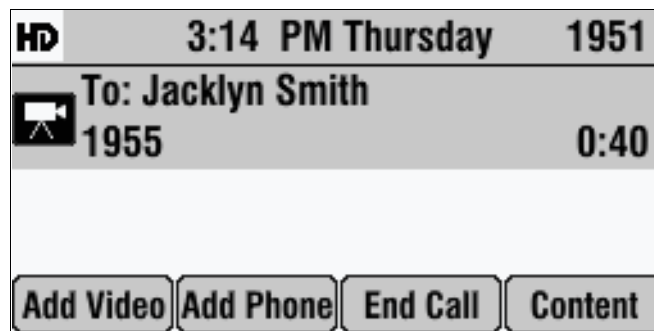 HD 3:14 PM Thursday 1951
To: Jacklyn Smith
1955 0:40
Add Video Add Phone End Call Content